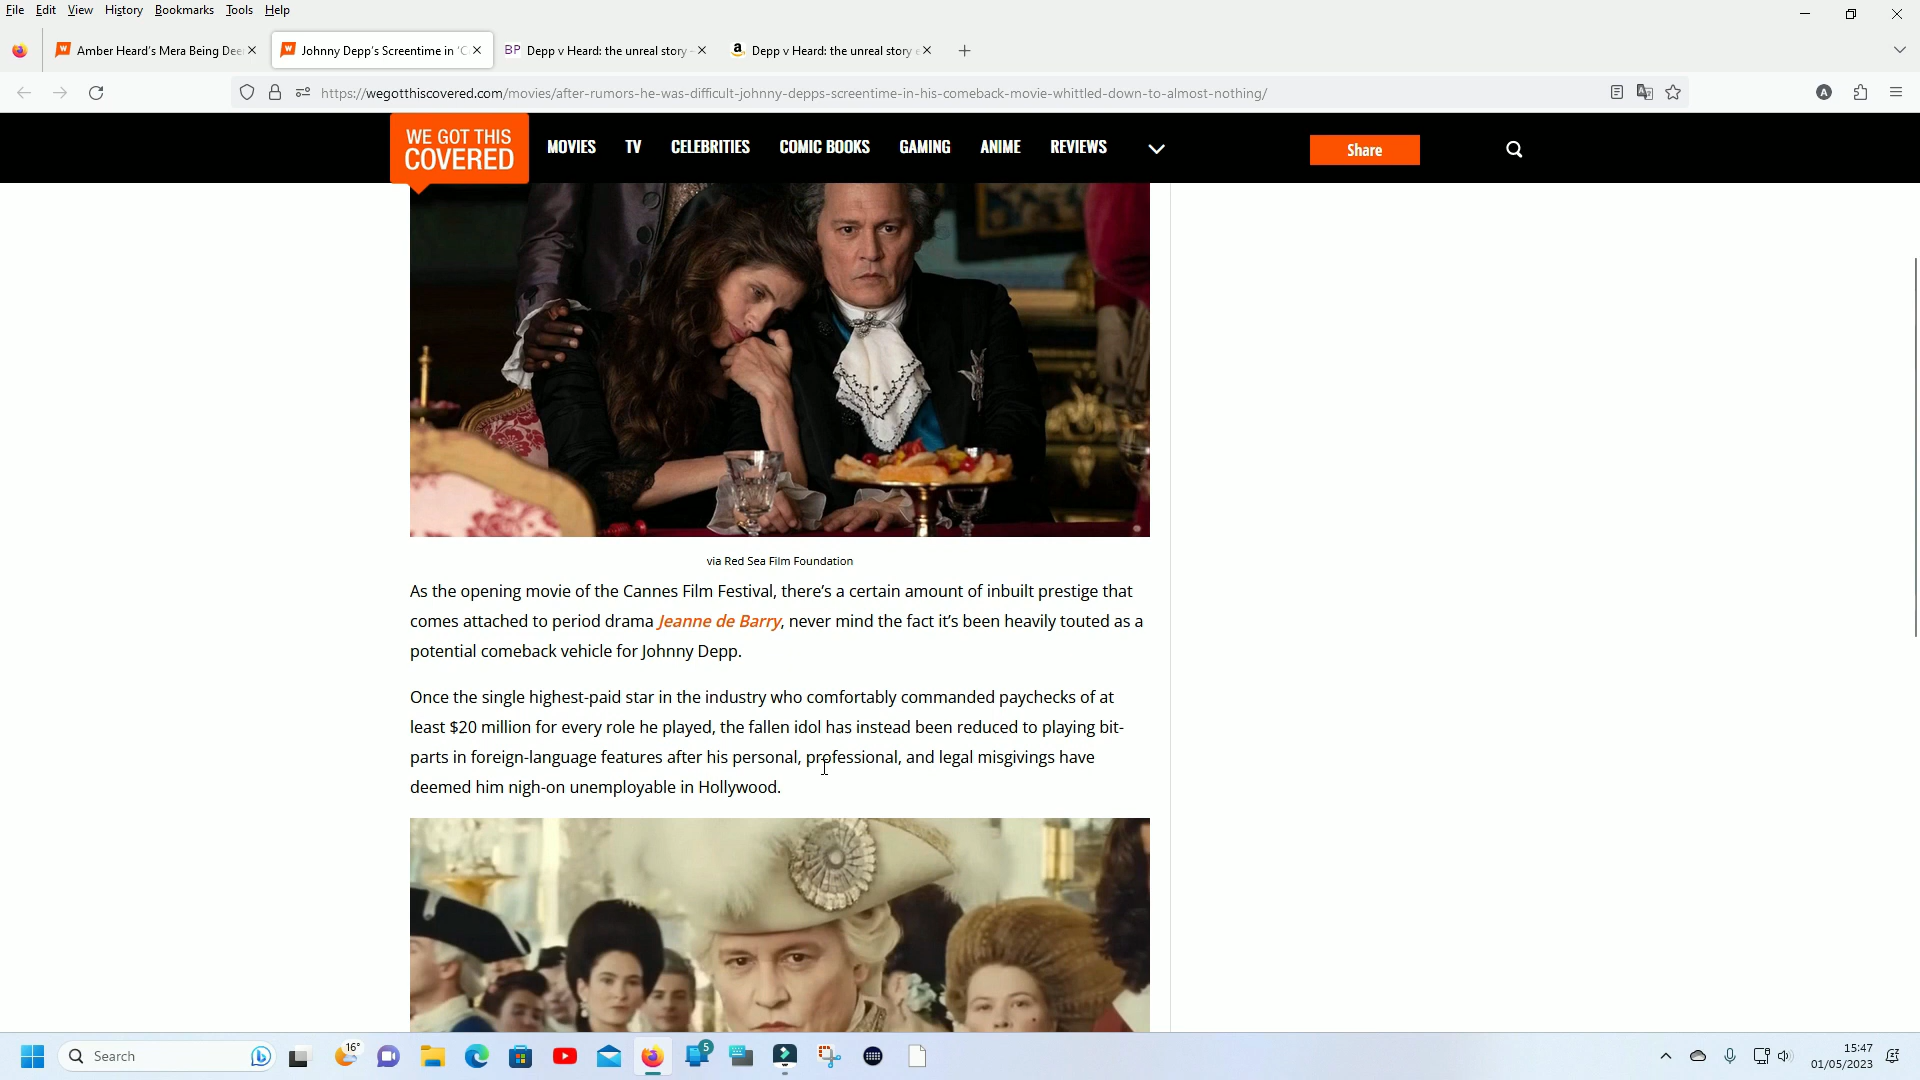 File Edit View History Bookmarks Tools Help
Amber Heard's Mera Being Dee
Johnny Depp's Screentime in 'C
BP Depp v Heard: the unreal story -
Depp v Heard: the unreal story e
https://wegotthiscovered.com/movies/after-rumors-he-was-difficult-johnny-depps-screentime-in-his-comeback-movie-whittled-down-to-almost-nothing/
A
WE GOT THIS
COVERED
MOVIES TV CELEBRITIES COMIC BOOKS GAMING ANIME REVIEWS
Share
via Red Sea Film Foundation
As the opening movie of the Cannes Film Festival, there's a certain amount of inbuilt prestige that
comes attached to period drama Jeanne de Barry, never mind the fact it's been heavily touted as a
potential comeback vehicle for Johnny Depp.
Once the single highest-paid star in the industry who comfortably commanded paychecks of at
least $20 million for every role he played, the fallen idol has instead been reduced to playing bit-
parts in foreign-language features after his personal, professional, and legal misgivings have
deemed him nigh-on unemployable in Hollywood.
Search
16°
5
15:47
01/05/2023